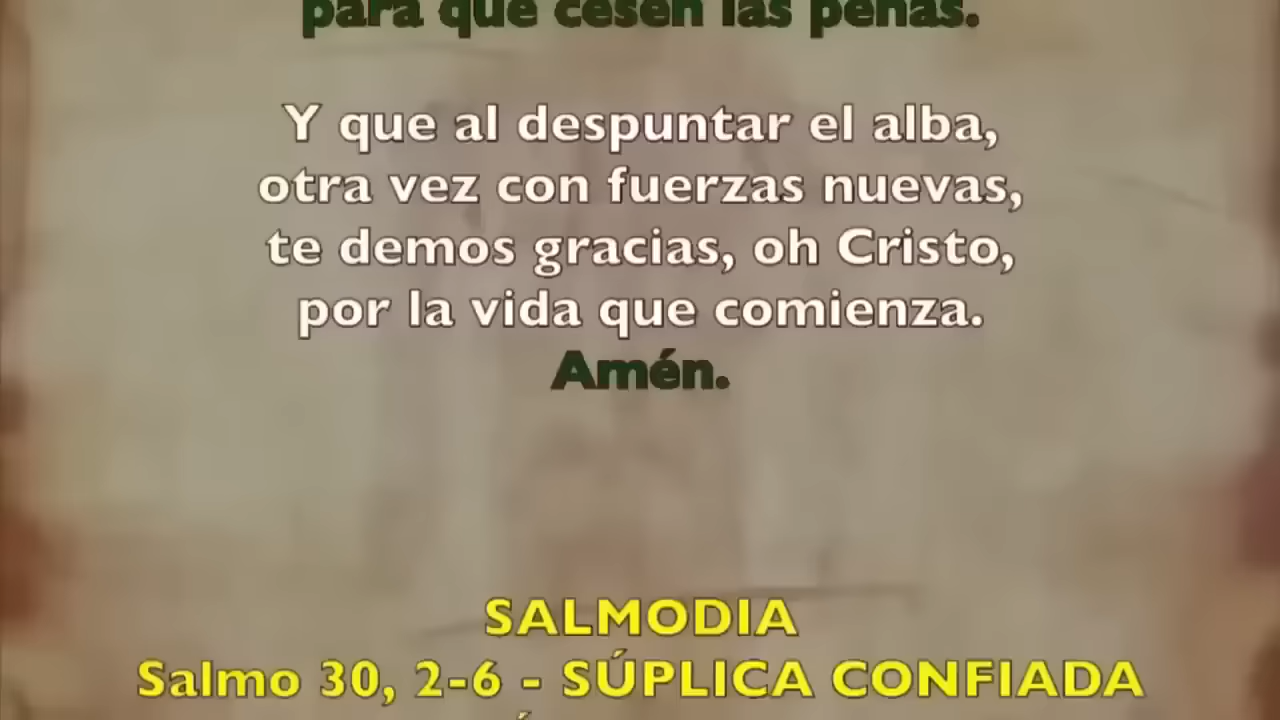 para que cesen las penas.
Y que al despuntar el alba,
otra vez con fuerzas nuevas,
te demos gracias, oh Cristo,
por la vida que comienza.
Amén.
SALMODIA
Salmo 30, 2-6 - SÚPLICA CONFIADA